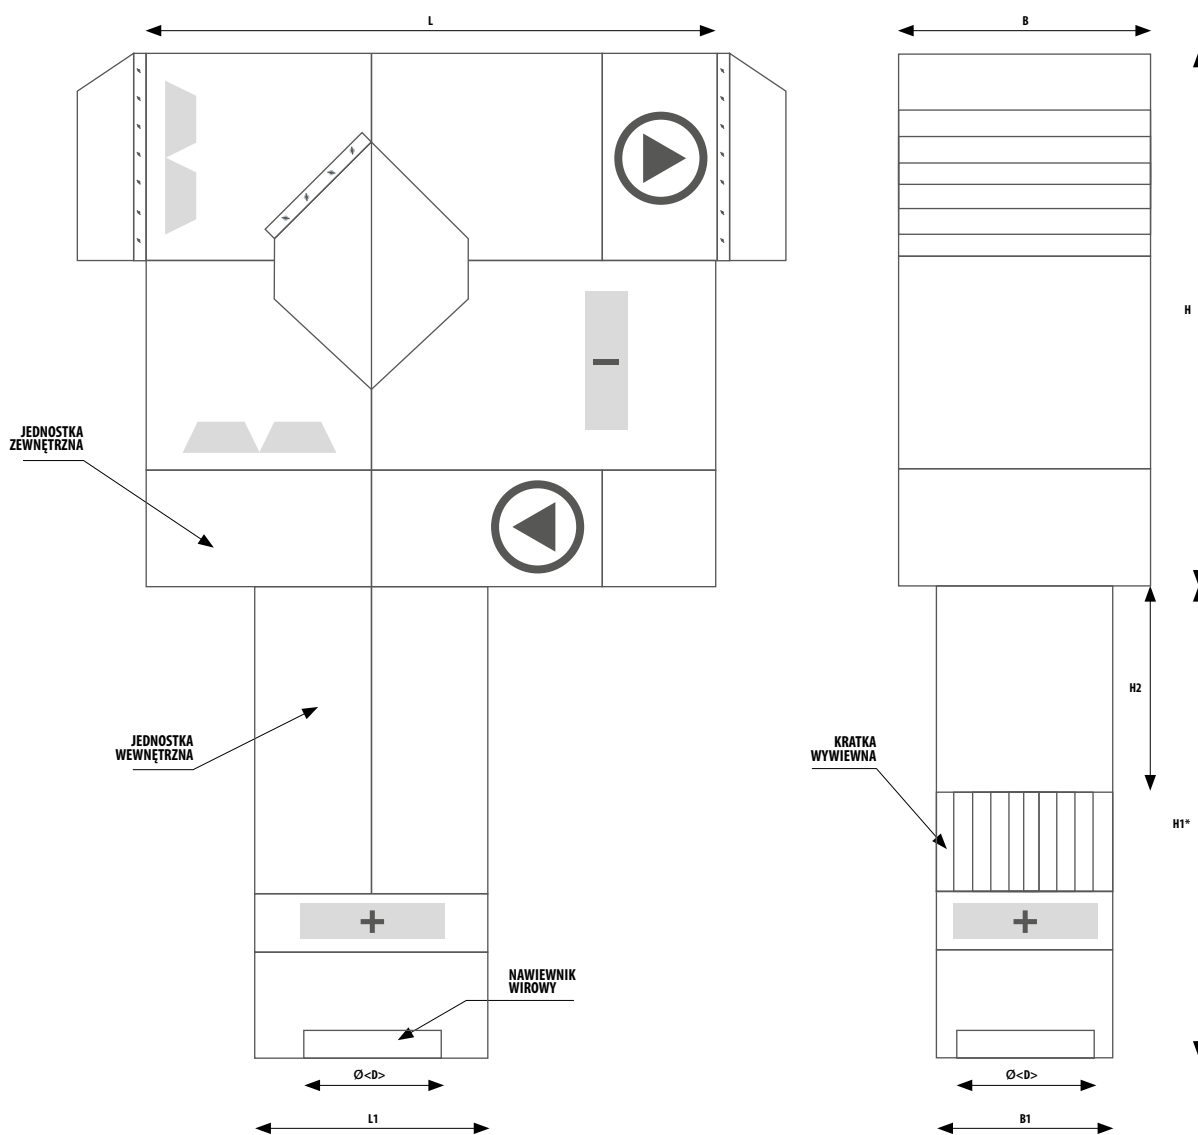 L
B
H
JEDNOSTKA
ZEWNĘTRZNA
H2
JEDNOSTKA
WEWNĘTRZNA
KRATKA
WYWIEWNA
H1*
NAWIEWNIK
WIROWY
Ø<D>
Ø<D>
L1
B1